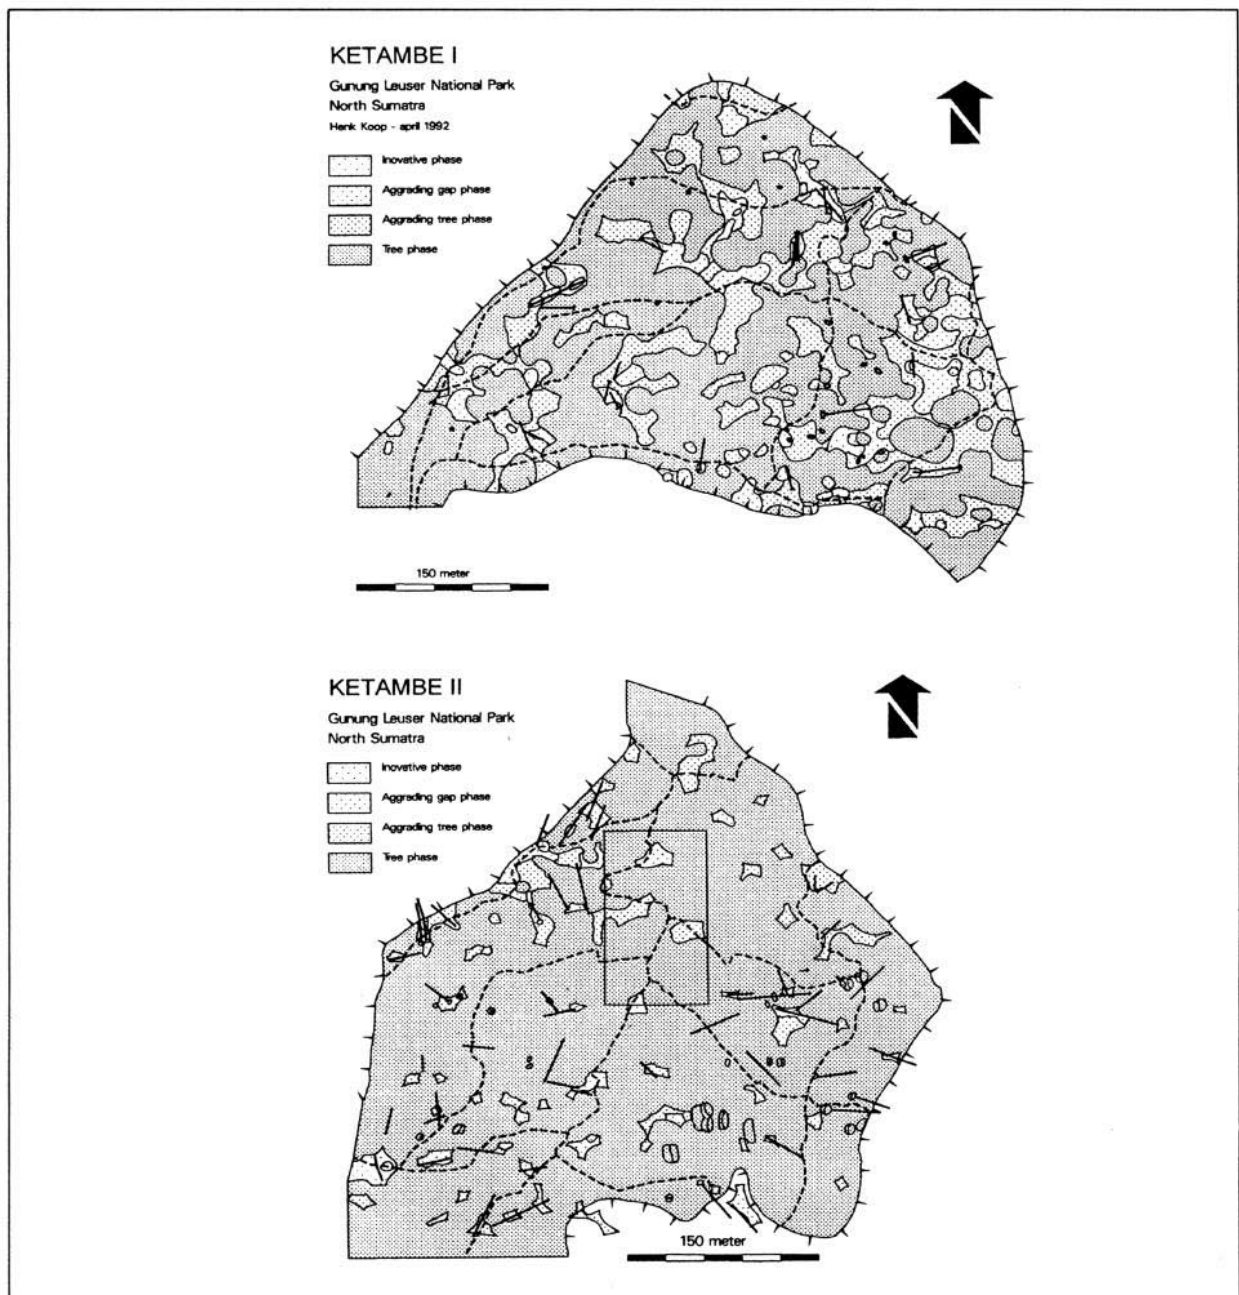 KETAMBE I
Gunung Leuser National Park
North Sumatra
Henk Koop - april 1992
Inovative phase
Aggrading gap phase
Aggrading tree phase
Tree phase
N
150 meter
KETAMBE II
Gunung Leuser National Park
North Sumatra
Inovative phase
Aggrading gap phase
Aggrading tree phase
Tree phase
N
150 meter